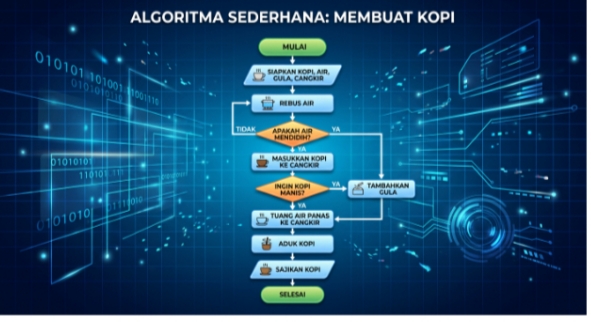 ALGORITMA SEDERHANA: MEMBUAT KOPI
MULAI
SIAPKAN KOPI, AIR,
GULA, CANGKIR
REBUS AIR
TIDAK
APAKAH AIR
MENDIDIH?
YA
YA
MASUKKAN KOPI
KE CANGKIR
INGIN KOPI
MANIS?
YA
TAMBAHKAN
GULA
YA
TUANG AIR PANAS
KE CANGKIR
ADUK KOPI
SAJIKAN KOPI
SELESAI